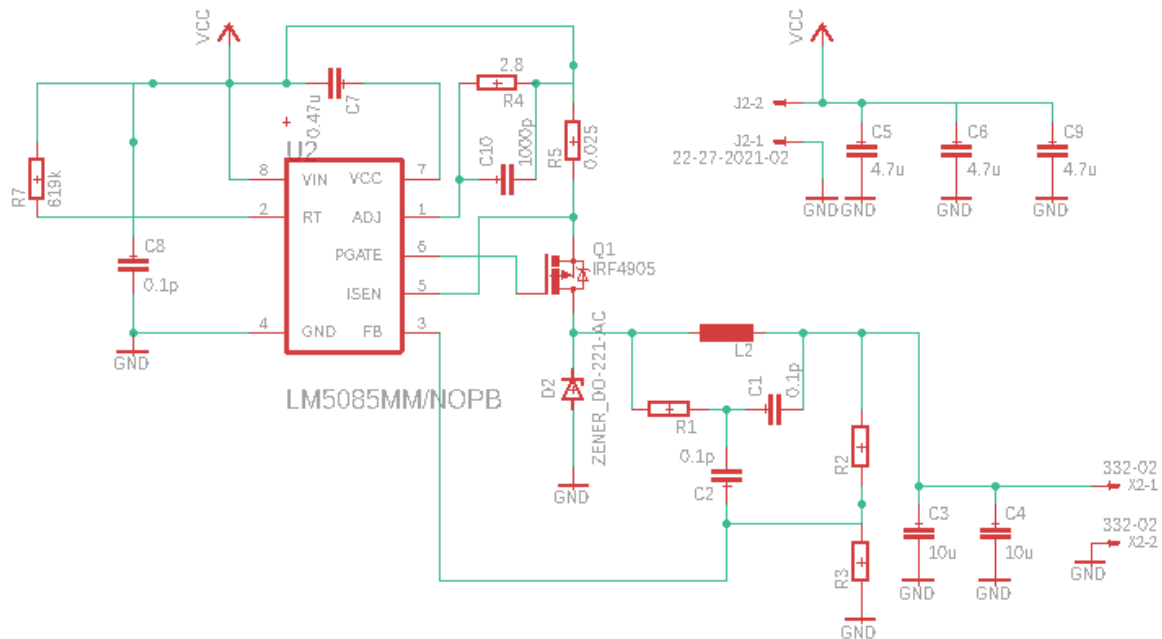 VCC
0.47u
C7
2.8
R4
C10
1000p
R5
0.025
U2
R7
619k
8
VIN
VCC
7
2
RT
ADJ
1
PGATE
6
ISEN
5
4
GND
FB
3
C8
0.1p
GND
LM5085MM/NOPB
Q1
IRF4905
D2
ZENER_DO-221-AC
GND
L2
R1
C1
0.1p
0.1p
C2
R2
R3
GND
VCC
J2-2
J2-1
22-27-2021-02
GND
C5
4.7u
GND
C6
4.7u
GND
C9
4.7u
GND
C3
10u
GND
C4
10u
GND
332-02
X2-1
332-02
X2-2
GND